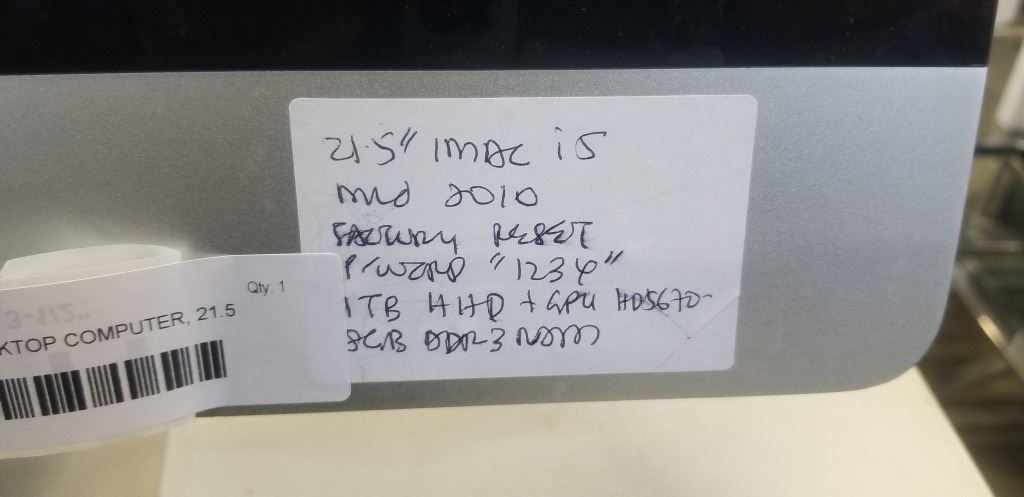 21.5" IMAC i5
mid 2010
FACTORY RESET
P/WORD "1234"
1TB HHD + GPU HD5670-
8GB DDR3 RAM
Qty: 1
KTOP COMPUTER, 21.5